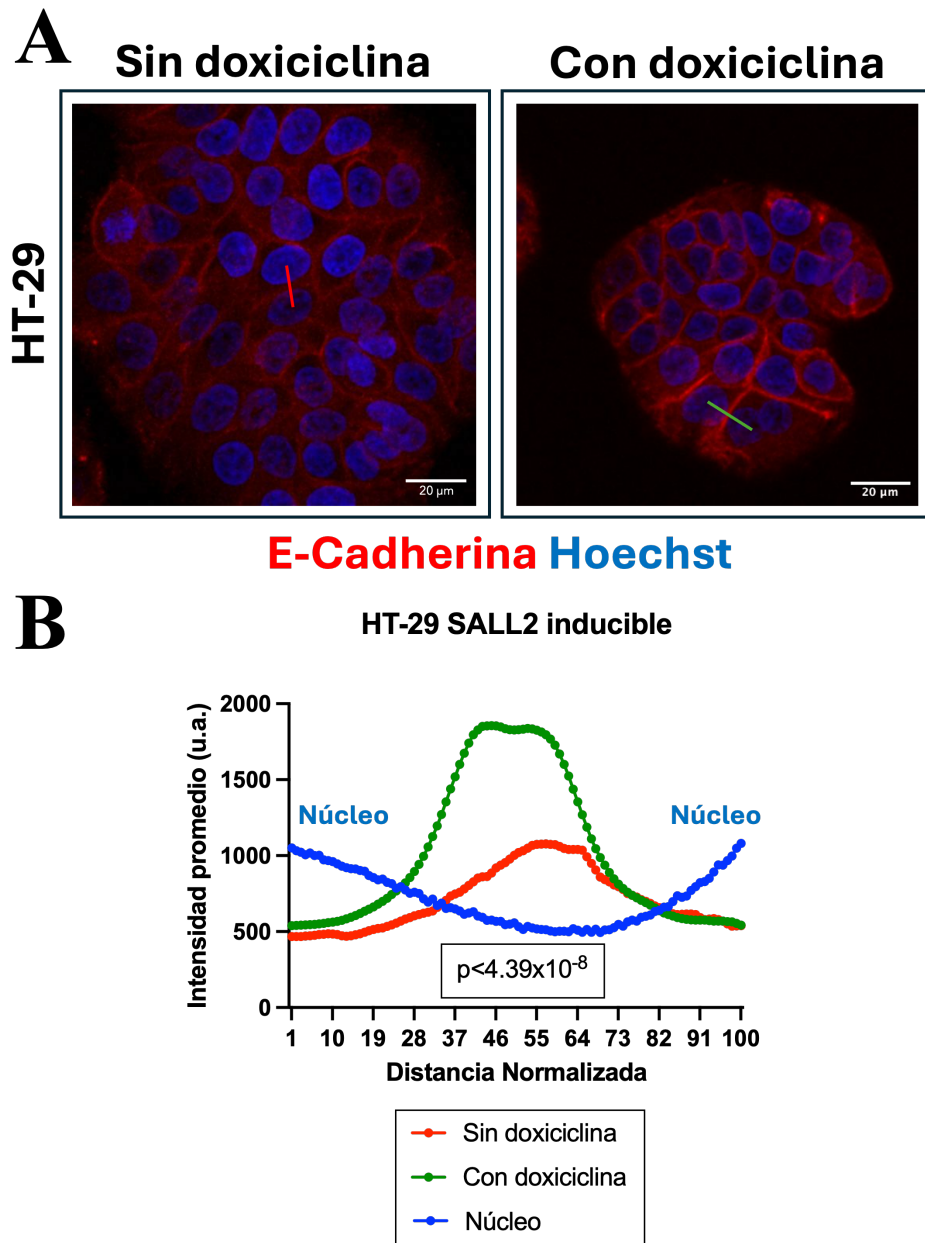 A
Sin doxiciclina
Con doxiciclina
HT-29
20 µm
20 µm
E-Cadherina Hoechst
B
HT-29 SALL2 inducible
Intensidad promedio (u.a.)
2000
1500
1000
500
0
Núcleo
Núcleo
p<4.39x10⁻⁸
1 10 19 28 37 46 55 64 73 82 91 100
Distancia Normalizada
Sin doxiciclina
Con doxiciclina
Núcleo